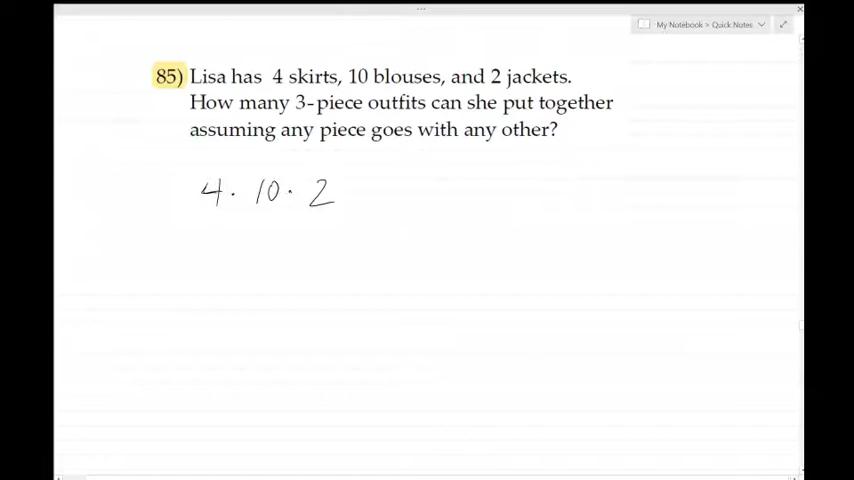 ...
My Notebook > Quick Notes
85) Lisa has 4 skirts, 10 blouses, and 2 jackets.
How many 3-piece outfits can she put together
assuming any piece goes with any other?
4 · 10 · 2